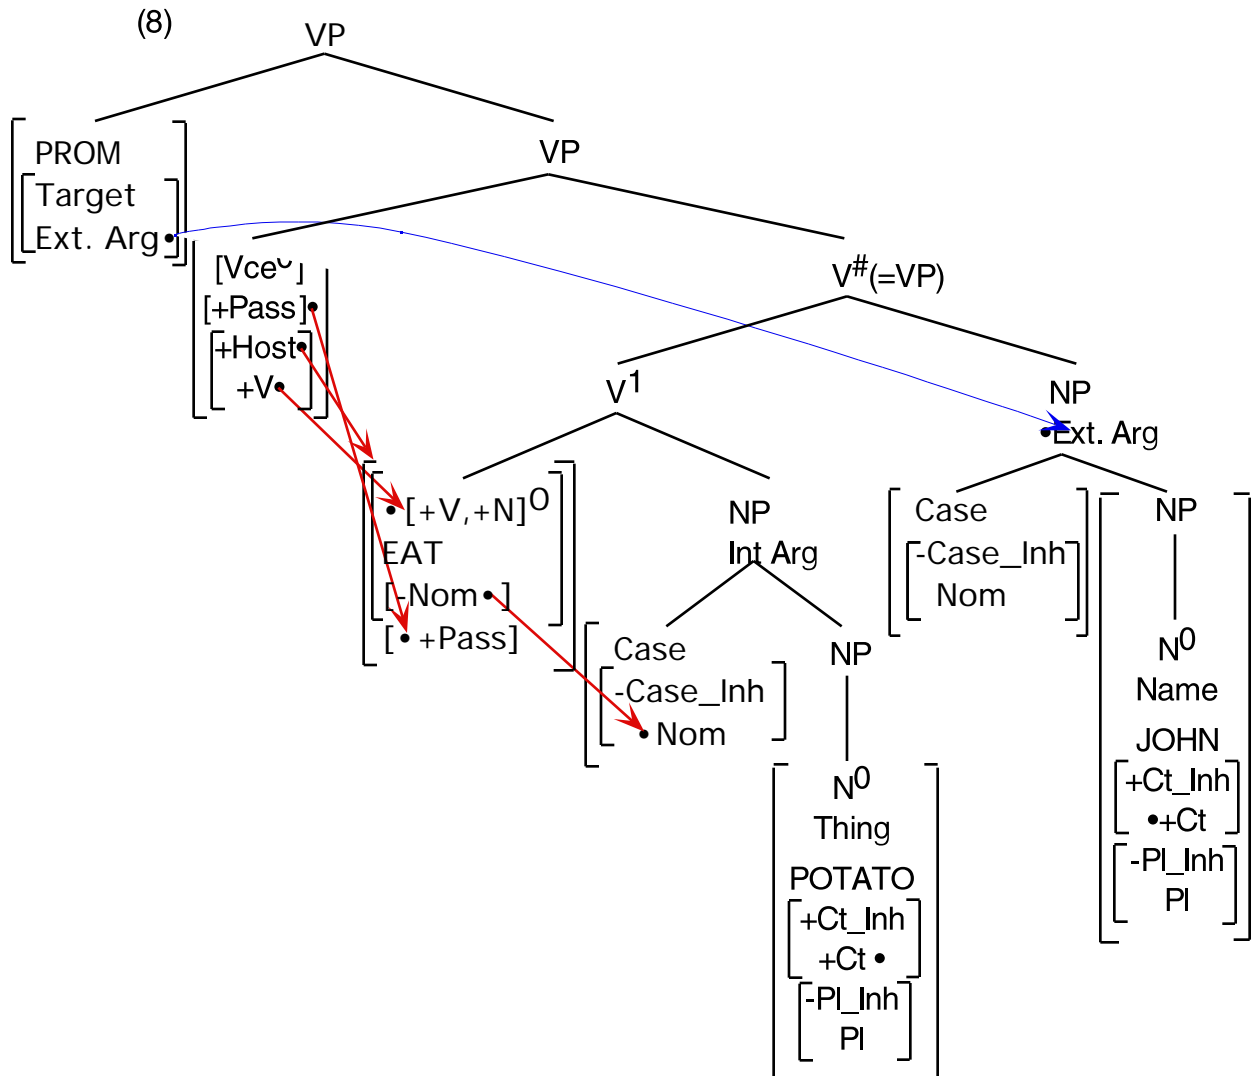 (8)
VP
PROM
Target
Ext. Arg
VP
[Vce0]
[+Pass]
+Host
+V
V#(=VP)
V1
NP
Ext. Arg
[+V,+N]0
EAT
[-Nom ]
[ +Pass]
NP
Int Arg
Case
-Case_Inh
Nom
NP
N0
Thing
POTATO
+Ct_Inh
+Ct
-Pl_Inh
Pl
Case
-Case_Inh
Nom
NP
N0
Name
JOHN
+Ct_Inh
+Ct
-Pl_Inh
Pl